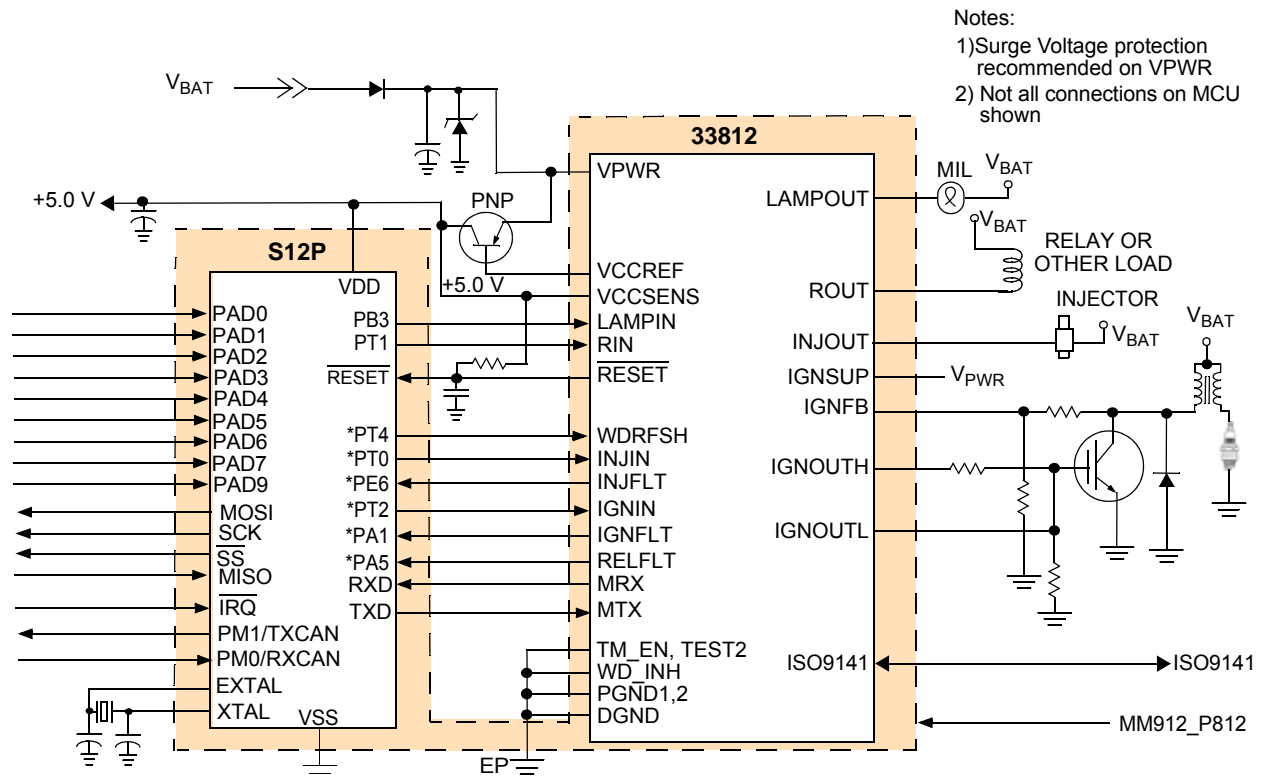 Notes:
1)Surge Voltage protection
recommended on VPWR
2) Not all connections on MCU
shown
VBAT
33812
VPWR
MIL
VBAT
LAMPOUT
+5.0 V
PNP
VBAT
S12P
RELAY OR
OTHER LOAD
VCCREF
VDD
+5.0 V
VCCSENS
ROUT
INJECTOR
PAD0
PB3
LAMPIN
VBAT
PAD1
PT1
RIN
INJOUT
VBAT
PAD2
PAD3
RESET
RESET
IGNSUP
VPWR
PAD4
IGNFB
PAD5
*PT4
WDRFSH
PAD6
*PT0
INJIN
PAD7
IGNOUTH
PAD9
*PE6
INJFLT
MOSI
*PT2
IGNIN
SCK
*PA1
IGNFLT
IGNOUTL
SS
*PA5
RELFLT
MISO
RXD
MRX
IRQ
TXD
MTX
PM1/TXCAN
TM_EN, TEST2
PM0/RXCAN
WD_INH
ISO9141
ISO9141
EXTAL
PGND1,2
XTAL
VSS
DGND
MM912_P812
EP